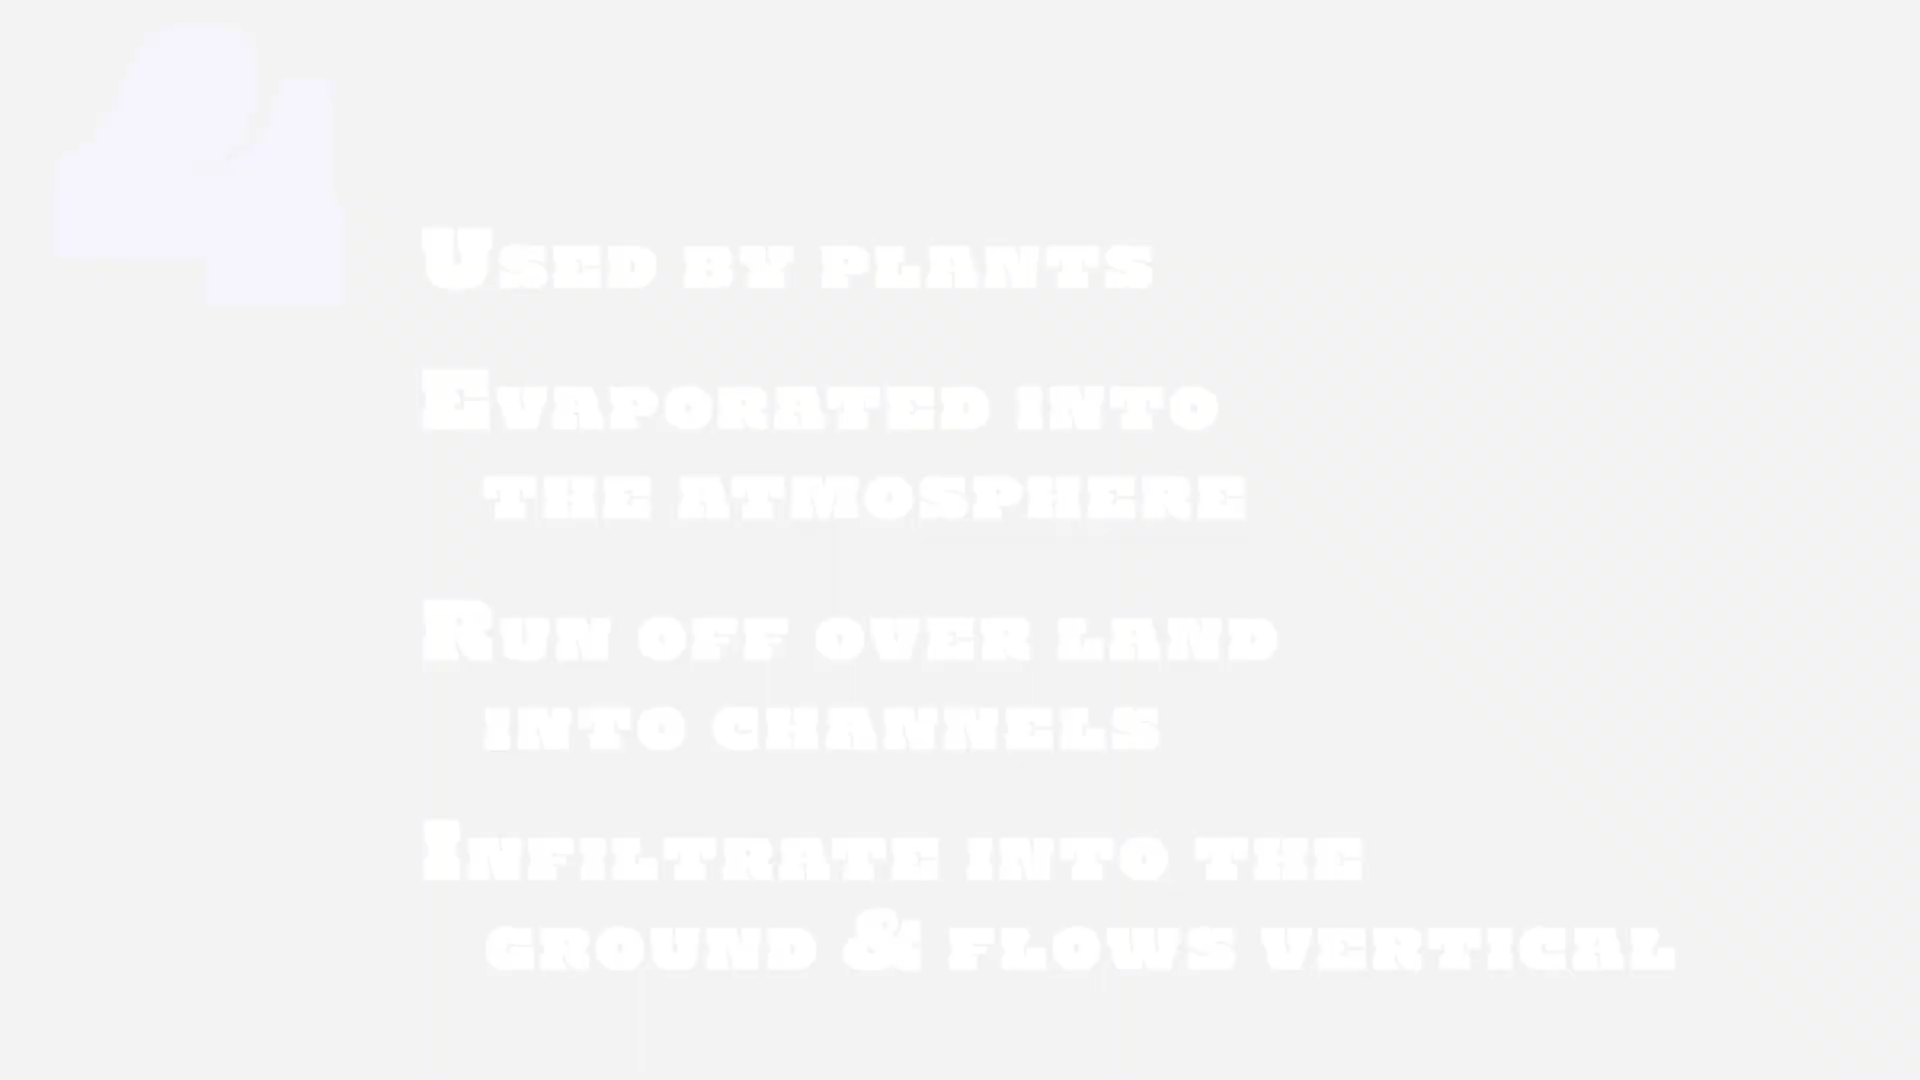 4
Used by plants
Evaporated into
the atmosphere
Run off over land
into channels
Infiltrate into the
ground & flows vertical